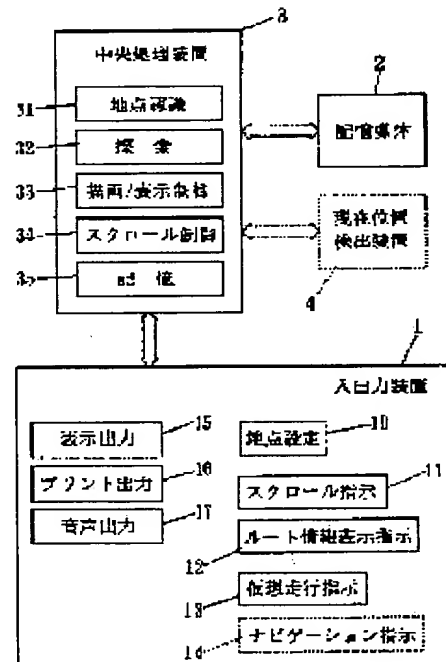 3
中央処理装置
31
地点認識
32
探索
33
描画/表示制御
34
スクロール制御
35
記憶
2
記憶媒体
現在位置
検出装置
4
1
入出力装置
表示出力
15
プリント出力
16
音声出力
17
地点設定
10
スクロール指示
11
ルート情報表示指示
12
仮想走行指示
13
ナビゲーション指示
14